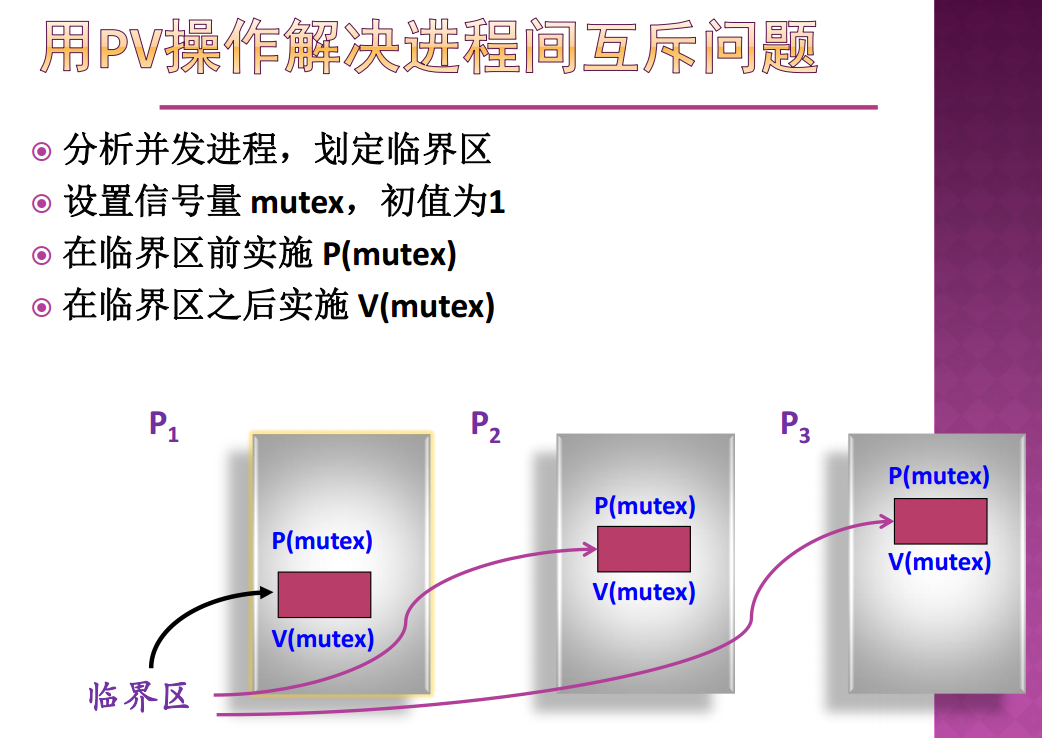 用PV操作解决进程间互斥问题
分析并发进程，划定临界区
设置信号量 mutex，初值为1
在临界区前实施 P(mutex)
在临界区之后实施 V(mutex)
P1
P2
P3
P(mutex)
V(mutex)
P(mutex)
V(mutex)
P(mutex)
V(mutex)
临界区